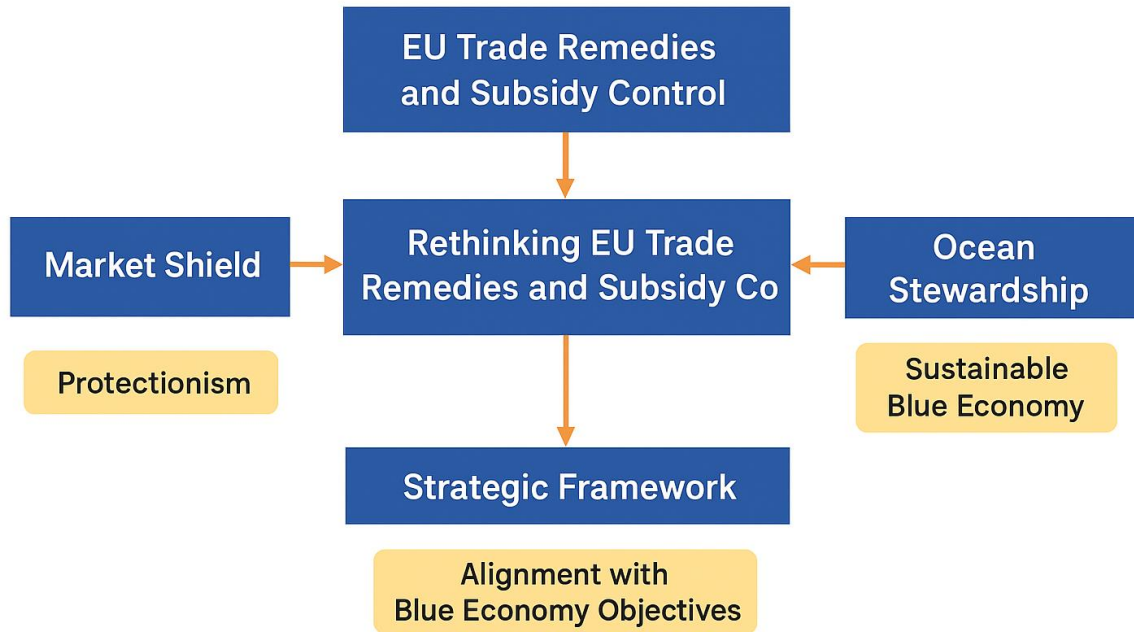 EU Trade Remedies
and Subsidy Control
Market Shield
Rethinking EU Trade
Remedies and Subsidy Co
Ocean
Stewardship
Protectionism
Sustainable
Blue Economy
Strategic Framework
Alignment with
Blue Economy Objectives